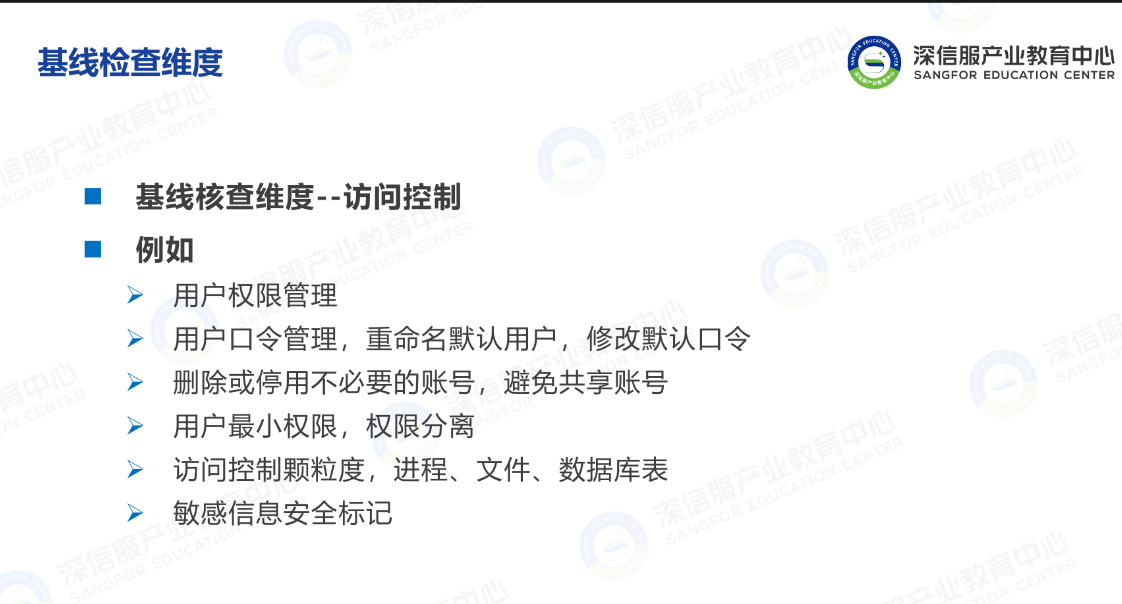 基线检查维度
深信服产业教育中心
SANGFOR EDUCATION CENTER
基线核查维度--访问控制
例如
用户权限管理
用户口令管理，重命名默认用户，修改默认口令
删除或停用不必要的账号，避免共享账号
用户最小权限，权限分离
访问控制颗粒度，进程、文件、数据库表
敏感信息安全标记